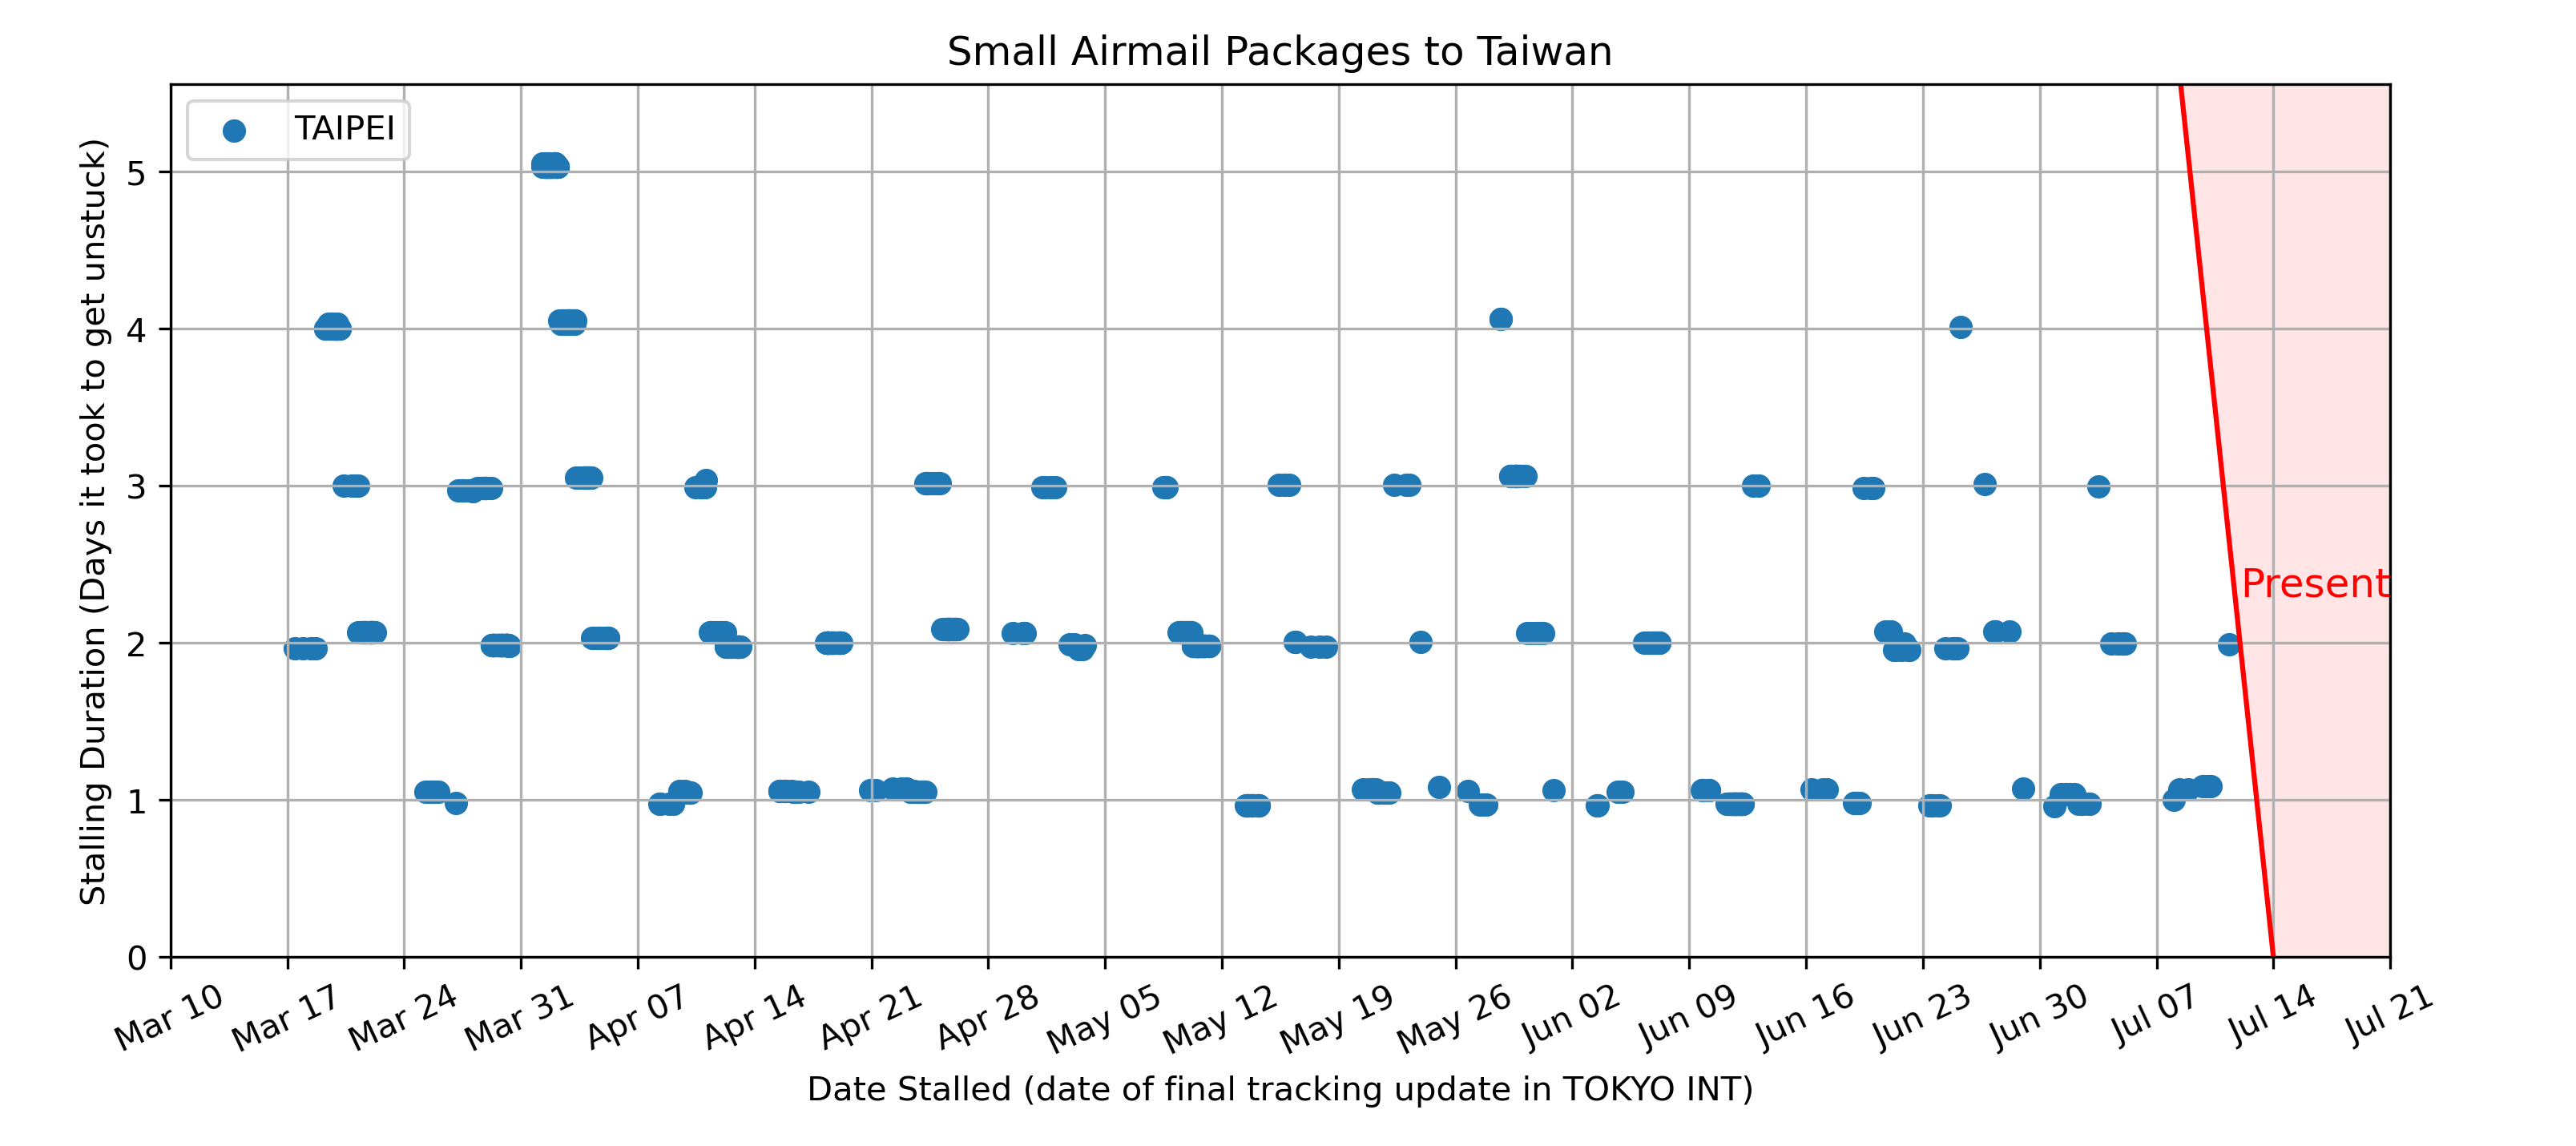 Small Airmail Packages to Taiwan
TAIPEI
Stalling Duration (Days it took to get unstuck)
5
4
3
2
1
0
Present
Mar 10 Mar 17 Mar 24 Mar 31 Apr 07 Apr 14 Apr 21 Apr 28 May 05 May 12 May 19 May 26 Jun 02 Jun 09 Jun 16 Jun 23 Jun 30 Jul 07 Jul 14 Jul 21
Date Stalled (date of final tracking update in TOKYO INT)